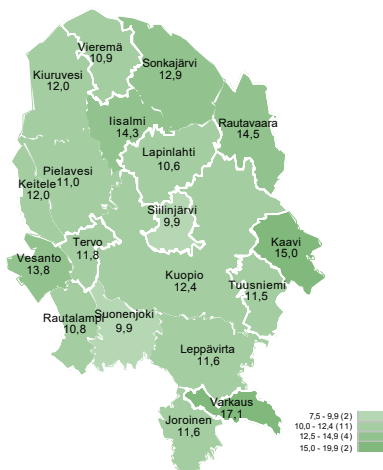 Vieremä
10,9
Sonkajärvi
12,9
Kiuruvesi
12,0
Iisalmi
14,3
Rautavaara
14,5
Lapinlahti
10,6
Pielavesi
11,0
Keitele
12,0
Siilinjärvi
9,9
Kaavi
15,0
Tervo
11,8
Vesanto
13,8
Kuopio
12,4
Tuusniemi
11,5
Suonenjoki
9,9
Rautalampi
10,8
Leppävirta
11,6
Varkaus
17,1
Joroinen
11,6
7,5 - 9,9 (2)
10,0 - 12,4 (11)
12,5 - 14,9 (4)
15,0 - 19,9 (2)